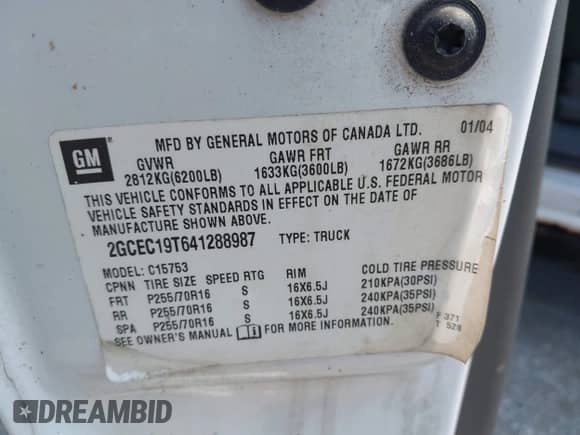 GM
MFD BY GENERAL MOTORS OF CANADA LTD. 01/04
GVWR GAWR FRT GAWR RR
2812KG(6200LB) 1633KG(3600LB) 1672KG(3686LB)
THIS VEHICLE CONFORMS TO ALL APPLICABLE U.S. FEDERAL MOTOR
VEHICLE SAFETY STANDARDS IN EFFECT ON THE DATE OF
MANUFACTURE SHOWN ABOVE.
2GCEC19T641288987 TYPE: TRUCK
MODEL: C15753
CPNN TIRE SIZE SPEED RTG RIM COLD TIRE PRESSURE
FRT P255/70R16 S 16X6.5J 210KPA(30PSI)
RR P255/70R16 S 16X6.5J 240KPA(35PSI)
SPA P255/70R16 S 16X6.5J 240KPA(35PSI)
SEE OWNER'S MANUAL FOR MORE INFORMATION.
F 371
T 528
DREAMBID